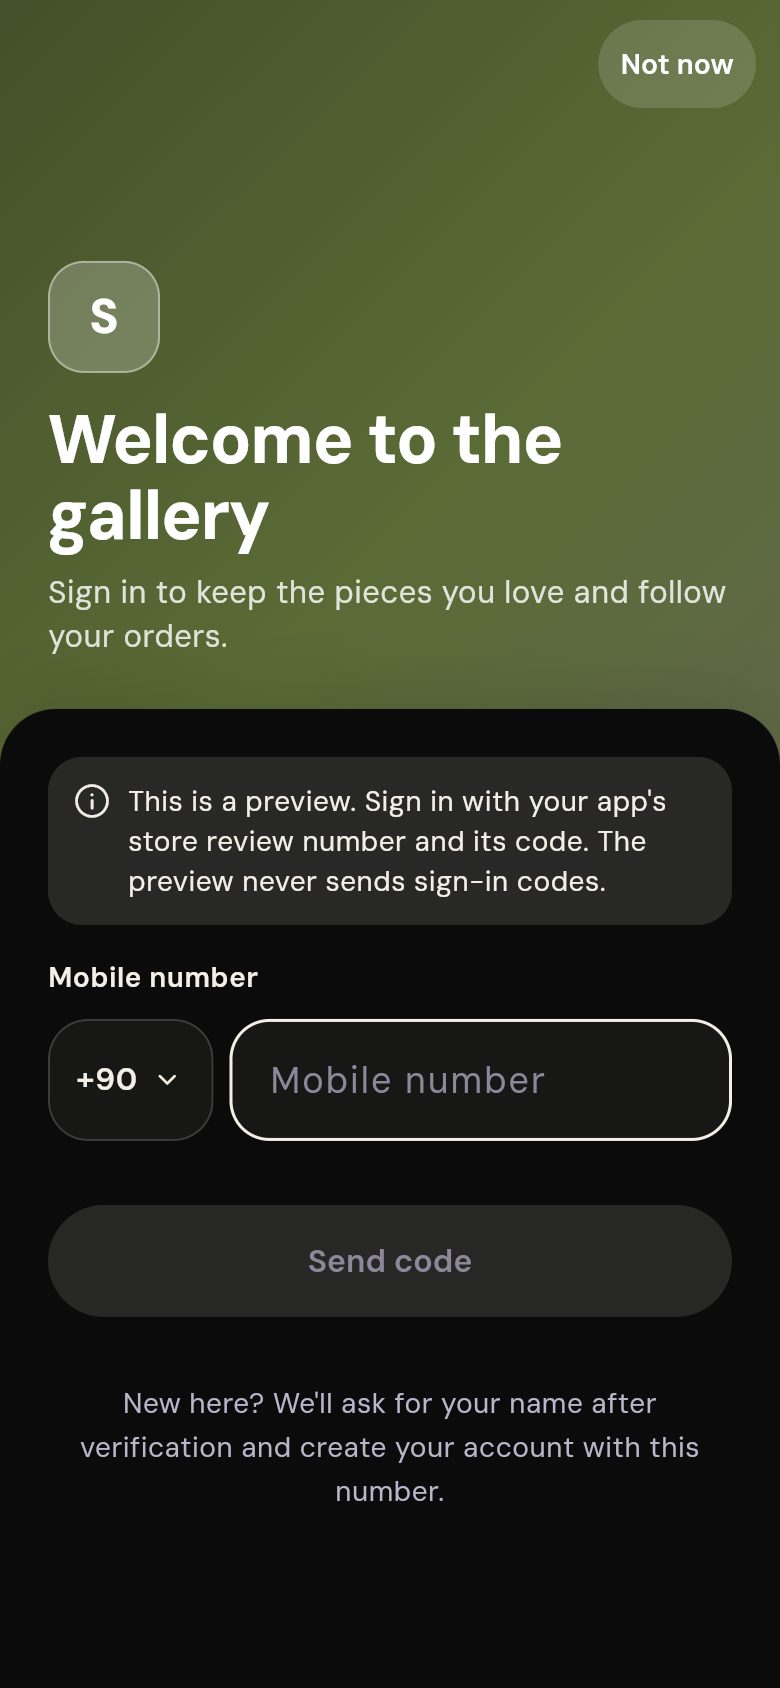 Not now
S
Welcome to the
gallery
Sign in to keep the pieces you love and follow
your orders.
This is a preview. Sign in with your app's
store review number and its code. The
preview never sends sign-in codes.
Mobile number
+90
Mobile number
Send code
New here? We'll ask for your name after
verification and create your account with this
number.